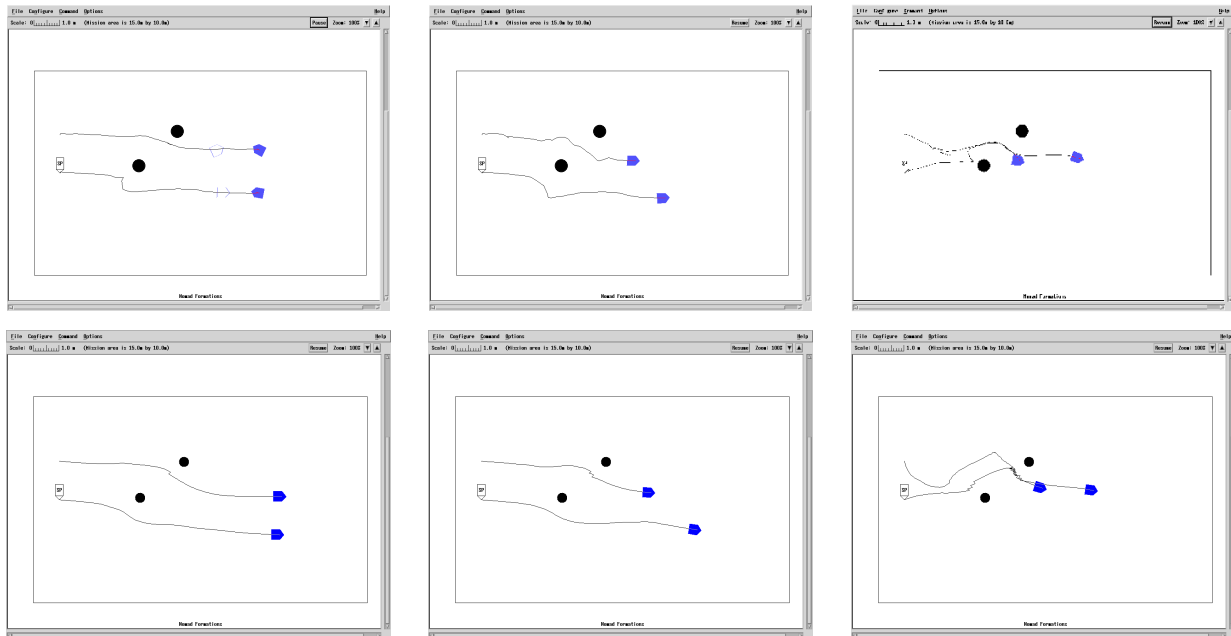 File Configure Command Options Help
Scale: 0 1.0 m (Mission area is 15.0m by 10.0m) Pause Zoom: 100%
SP
Nomad Formations
File Configure Command Options Help
Scale: 0 1.0 m (Mission area is 15.0m by 10.0m) Resume Zoom: 100%
SP
Nomad Formations
File Configure Command Options Help
Resume Zoom: 100%
Nomad Formations
File Configure Command Options Help
Scale: 0 1.0 m (Mission area is 15.0m by 10.0m) Resume Zoom: 100%
SP
Nomad Formations
File Configure Command Options Help
Scale: 0 1.0 m (Mission area is 15.0m by 10.0m) Resume Zoom: 100%
SP
Nomad Formations
File Configure Command Options Help
Scale: 0 1.0 m (Mission area is 15.0m by 10.0m) Resume Zoom: 100%
SP
Nomad Formations